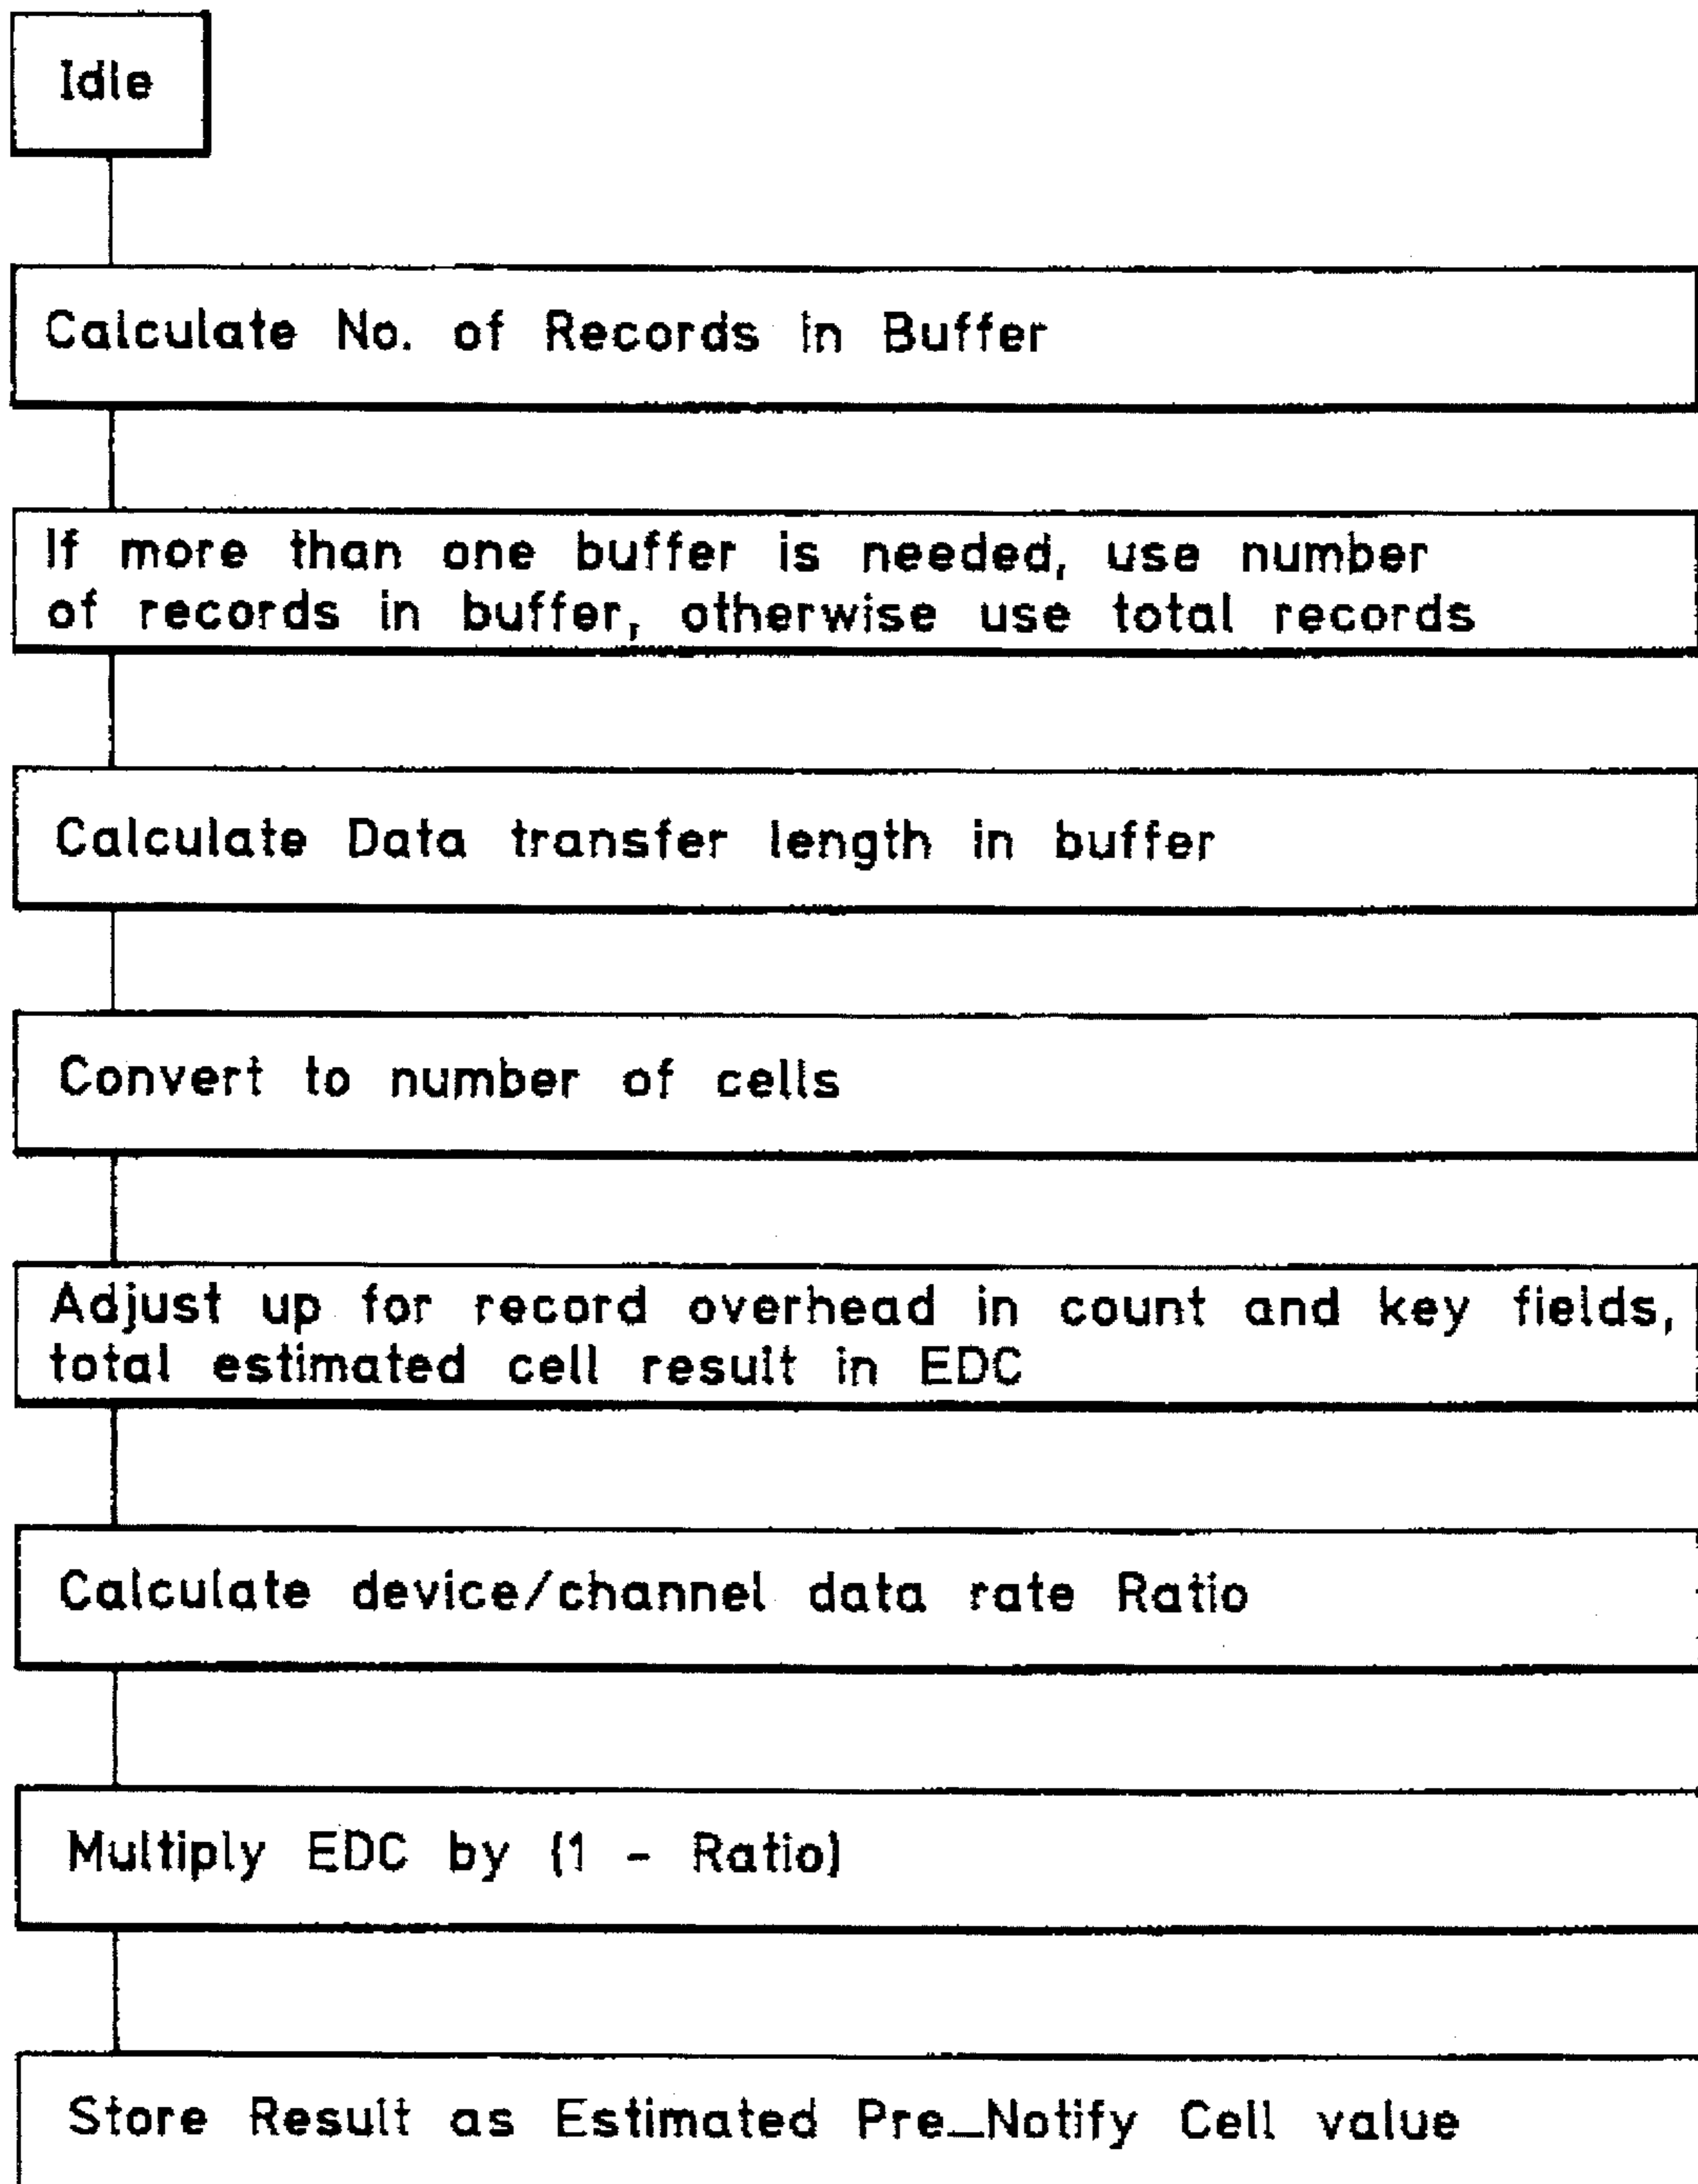 Idle
Calculate No. of Records in Buffer
If more than one buffer is needed, use number
of records in buffer, otherwise use total records
Calculate Data transfer length in buffer
Convert to number of cells
Adjust up for record overhead in count and key fields,
total estimated cell result in EDC
Calculate device/channel data rate Ratio
Multiply EDC by (1 - Ratio)
Store Result as Estimated Pre_Notify Cell value